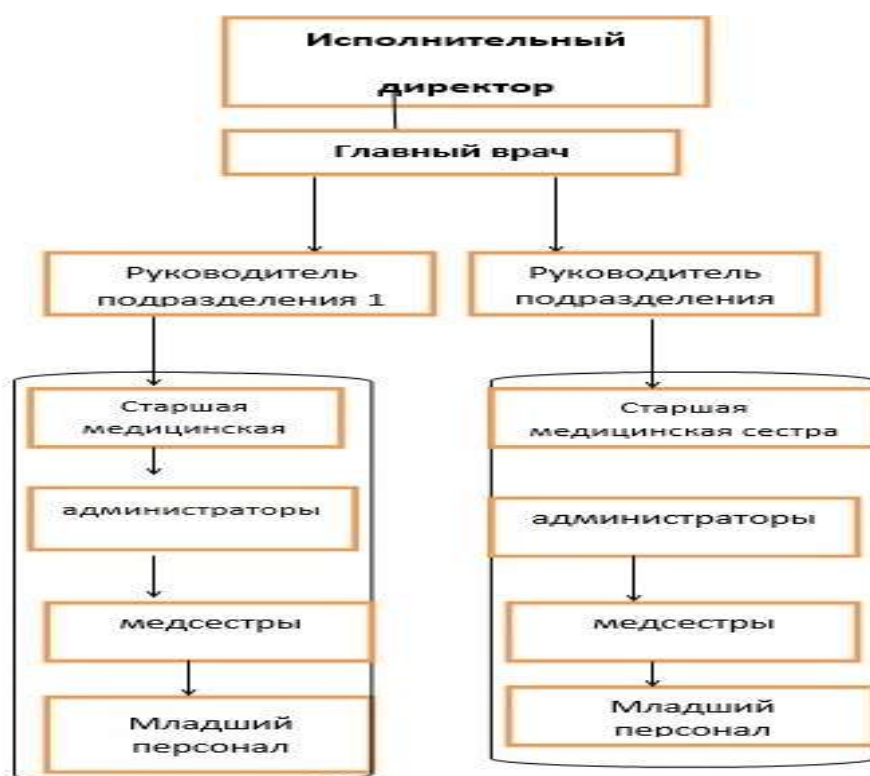 Исполнительный
директор
Главный врач
Руководитель
подразделения 1
Руководитель
подразделения
Старшая
медицинская
Старшая
медицинская сестра
администраторы
администраторы
медсестры
медсестры
Младший
персонал
Младший
персонал